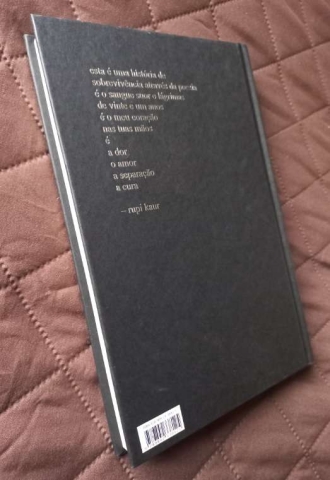 esta é uma história de
sobrevivência através da poesia
é o sangue suor e lágrimas
de vinte e um anos
é o meu coração
nas tuas mãos
é
a dor
o amor
a separação
a cura
– rupi kaur